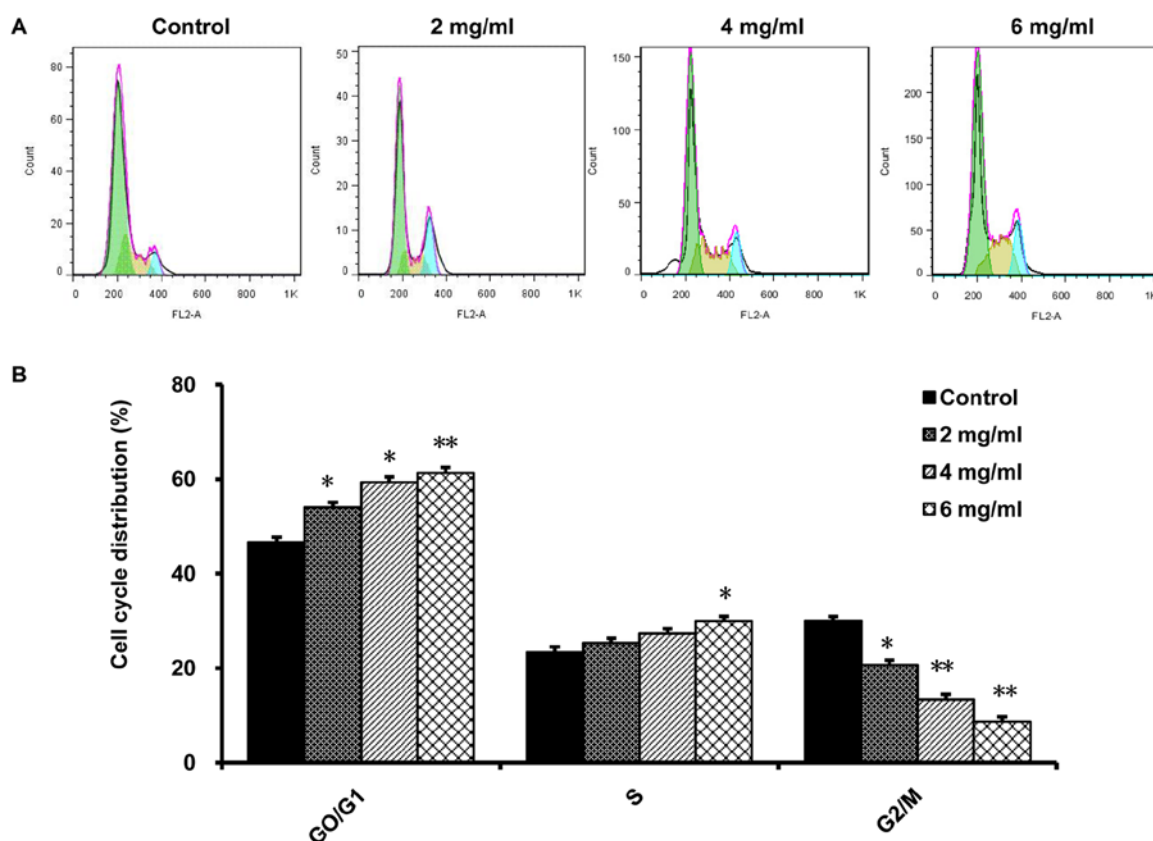 A
Control
2 mg/ml
4 mg/ml
6 mg/ml
80
60
40
20
0
Count
0 200 400 600 800 1K
FL2-A
50
40
30
20
10
0
Count
0 200 400 600 800 1K
FL2-A
150
100
50
0
Count
0 200 400 600 800 1K
FL2-A
200
150
100
50
0
Count
0 200 400 600 800 1K
FL2-A
B
Cell cycle distribution (%)
80
60
40
20
0
* * **
*
* ** **
Control
2 mg/ml
4 mg/ml
6 mg/ml
GO/G1
S
G2/M